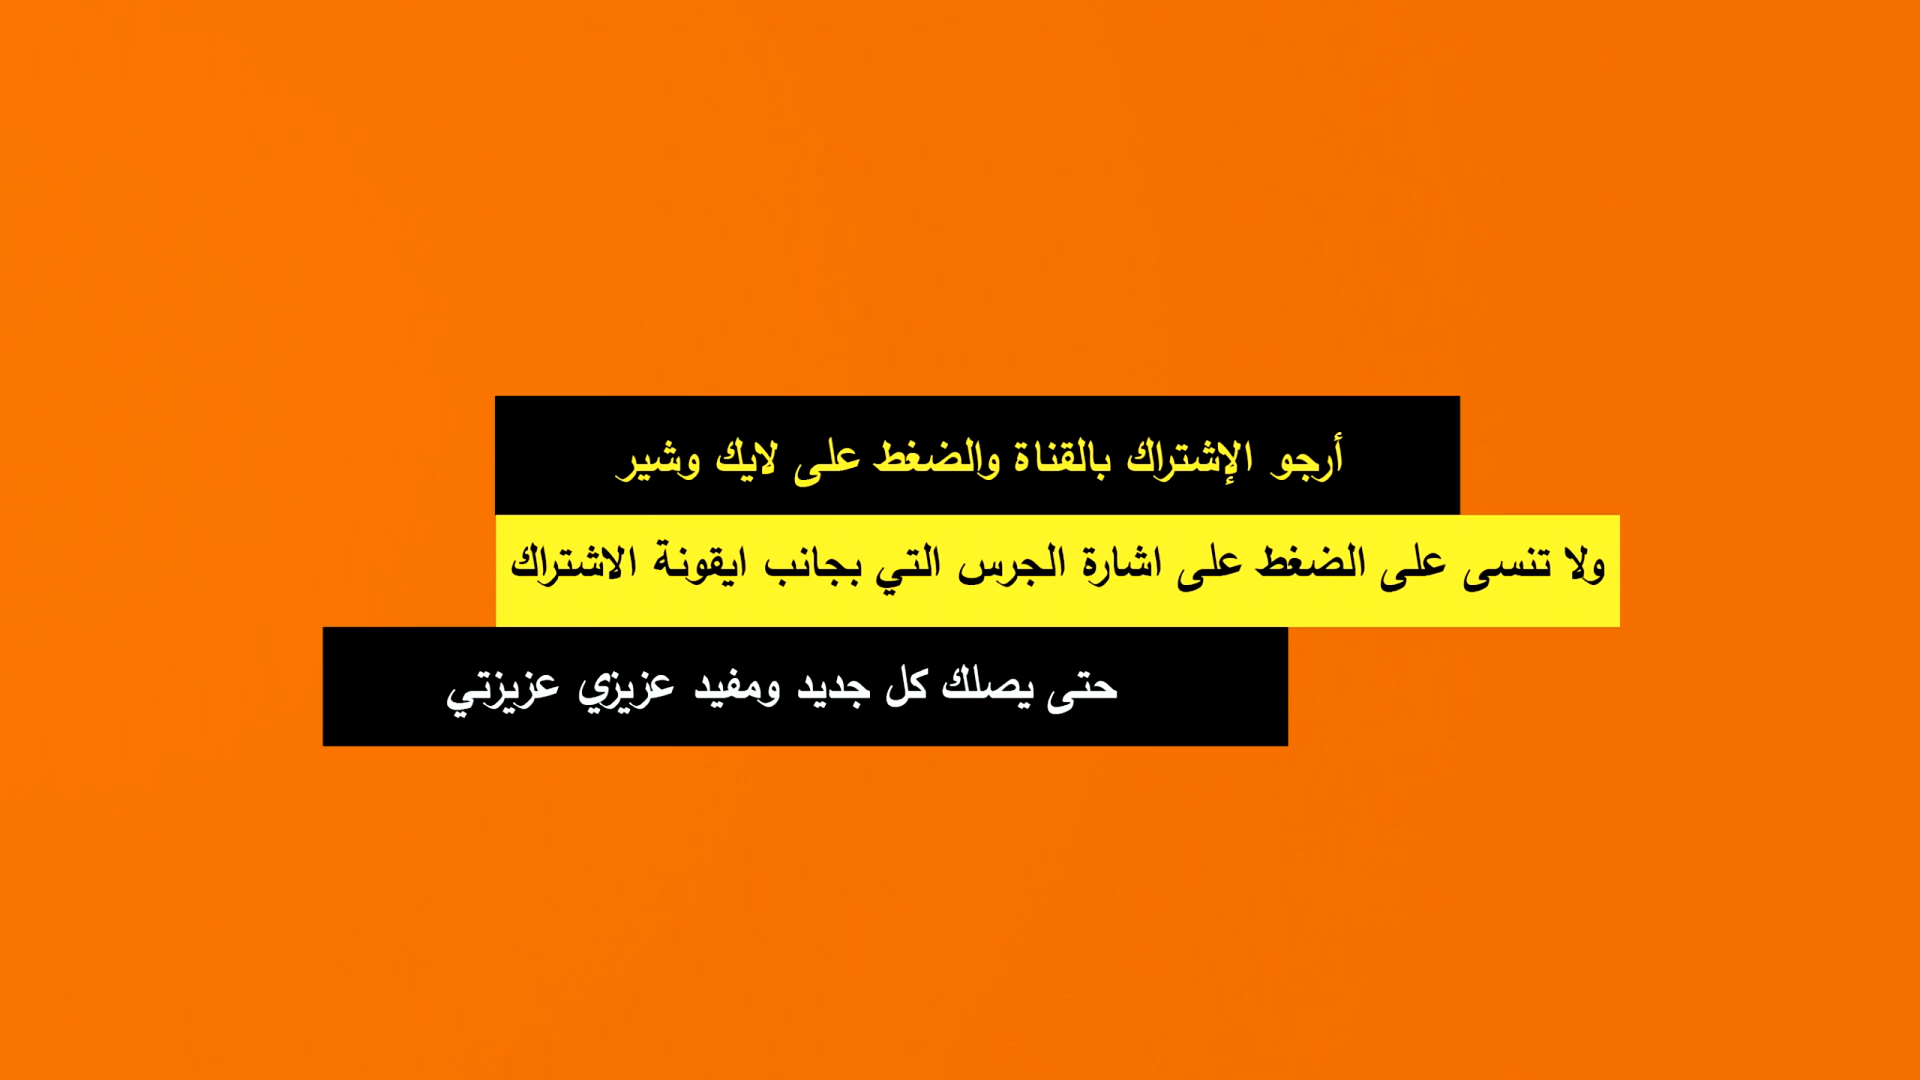 أرجو الإشتراك بالقناة والضغط على لايك وشير
ولا تنسى على الضغط على اشارة الجرس التي بجانب ايقونة الاشتراك
حتى يصلك كل جديد ومفيد عزيزي عزيزتي